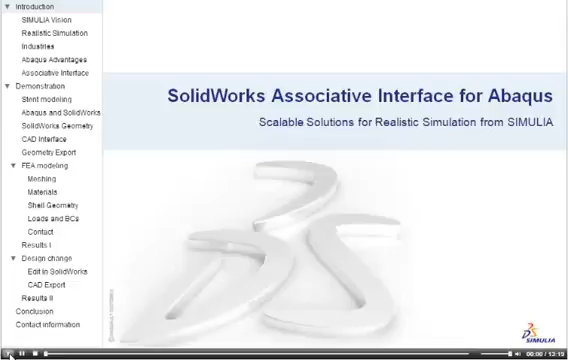 Introduction
SIMULIA Vision
Realistic Simulation
Industries
Abaqus Advantages
Associative Interface
Demonstration
Stent modeling
Abaqus and SolidWorks
SolidWorks Geometry
CAD Interface
Geometry Export
FEA modeling
Meshing
Materials
Shell Geometry
Loads and BCs
Contact
Results I
Design change
Edit in SolidWorks
CAD Export
Results II
Conclusion
Contact information
SolidWorks Associative Interface for Abaqus
Scalable Solutions for Realistic Simulation from SIMULIA
SIMULIA
00:00 / 13:19